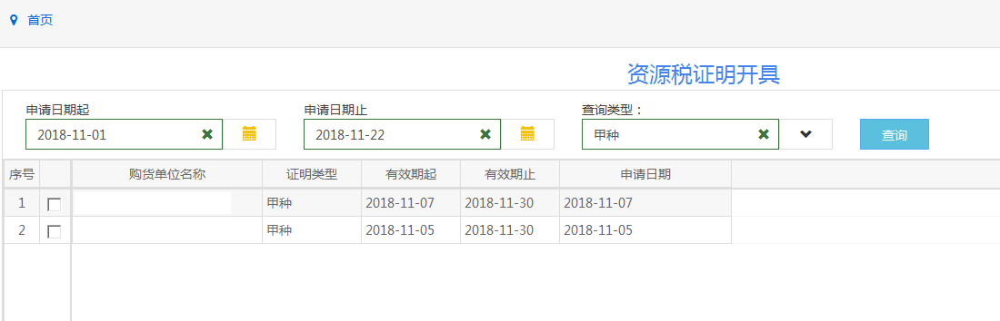 首页
资源税证明开具
申请日期起 申请日期止 查询类型：
2018-11-01 2018-11-22 甲种 查询
序号 购货单位名称 证明类型 有效期起 有效期止 申请日期
1 甲种 2018-11-07 2018-11-30 2018-11-07
2 甲种 2018-11-05 2018-11-30 2018-11-05